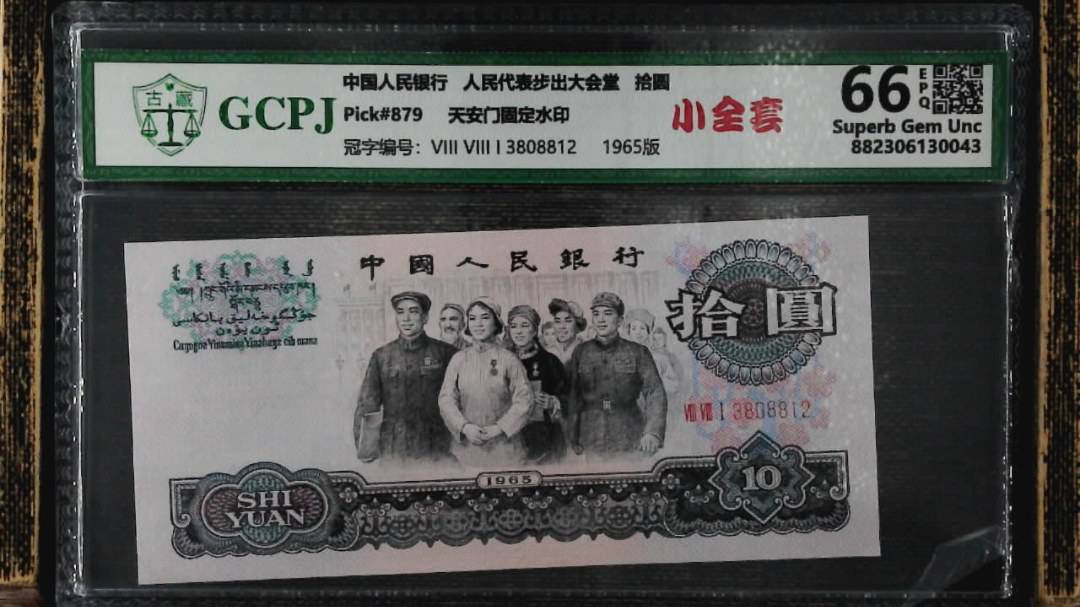 古藏
GCPJ
中国人民银行 人民代表步出大会堂 拾圆
Pick#879 天安门固定水印
冠字编号: VIII VIII I 3808812 1965版
小全套
66 EPQ
Superb Gem Unc
882306130043
中國人民銀行
拾圓
VIII VIII I 3808812
1965
10
SHI
YUAN